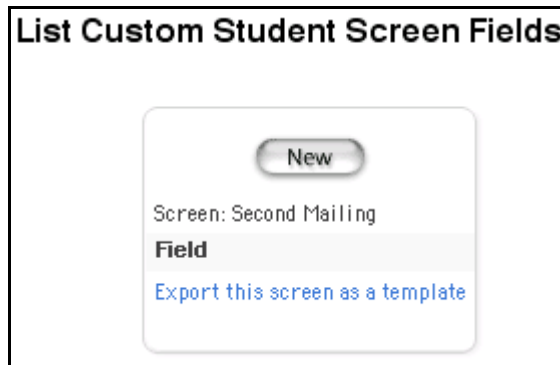 List Custom Student Screen Fields
New
Screen: Second Mailing
Field
Export this screen as a template